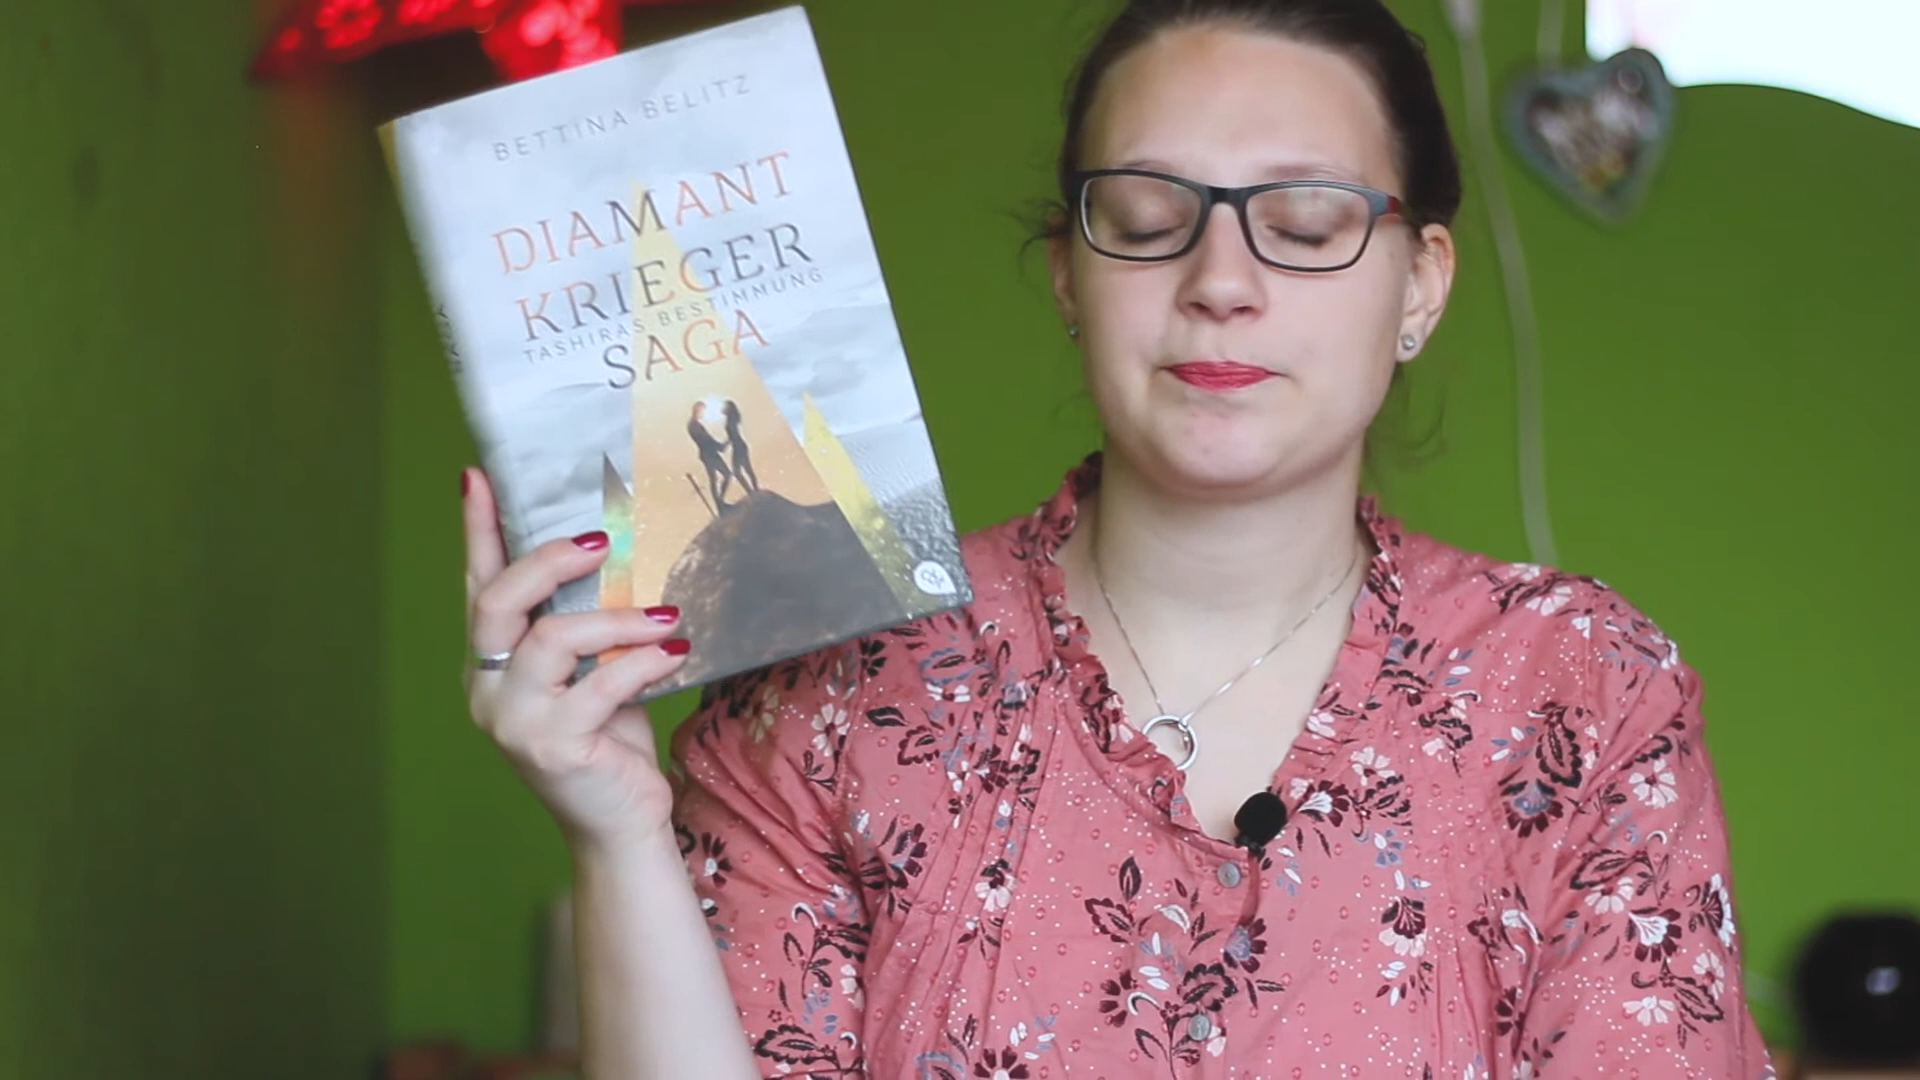 BETTINA BELITZ
DIAMANT
KRIEGER
TASHIRAS BESTIMMUNG
SAGA